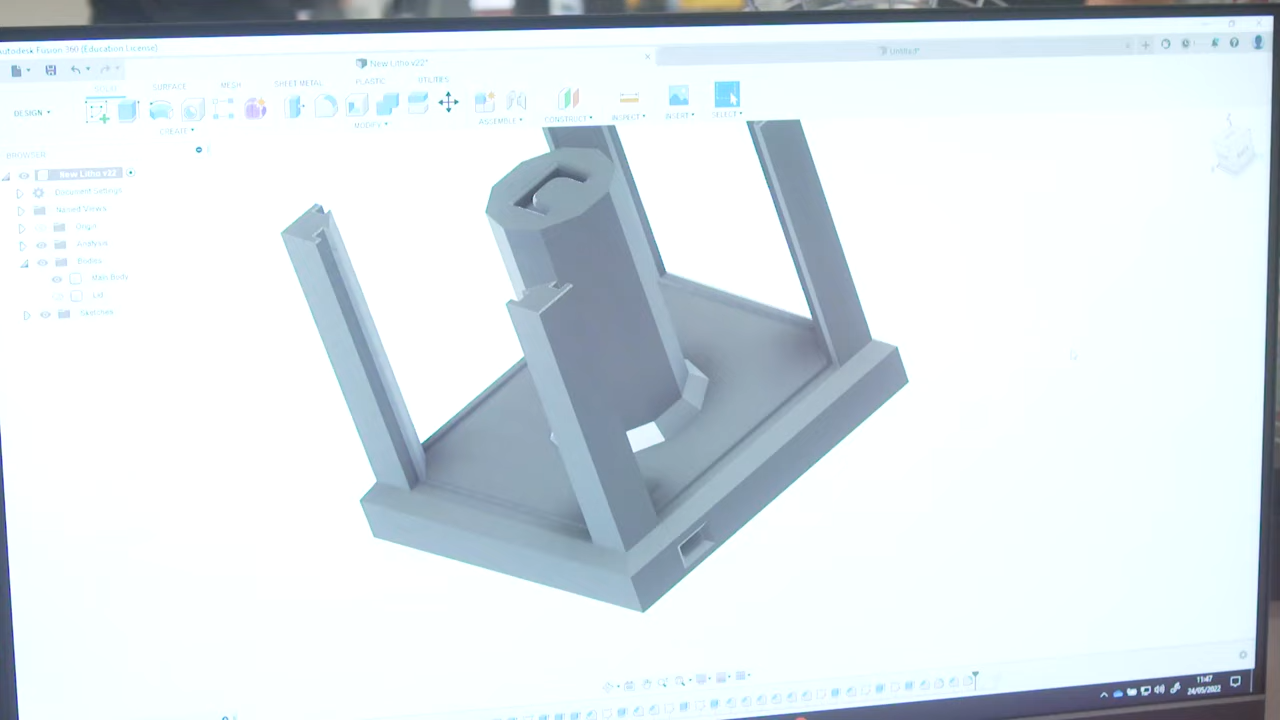 Autodesk Fusion 360 (Education License)
New Litho v22*
Untitled*
DESIGN
SOLID
SURFACE
MESH
SHEET METAL
PLASTIC
UTILITIES
CREATE
MODIFY
ASSEMBLE
CONSTRUCT
INSPECT
INSERT
SELECT
BROWSER
New Litho v22
Document Settings
Named Views
Origin
Analysis
Bodies
Main Body
Lid
Sketches
11:47
24/05/2022